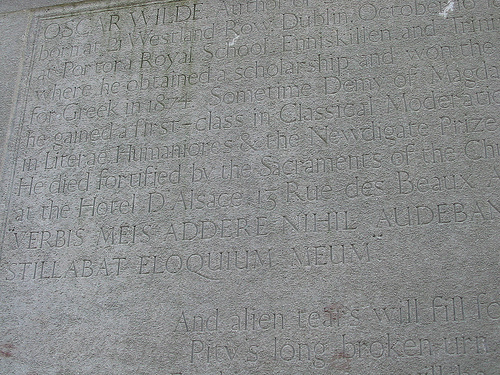 OSCAR WILDE Author of
born at 21 Westland Row, Dublin, October
at Portora Royal School, Enniskillen, and Trin
where he obtained a scholarship and won the
for Greek in 1874. Sometime Demy of Magd
he gained a first-class in Classical Moderati
in Literae Humaniores & the Newdigate Prize
He died fortified by the Sacraments of the Ch
at the Hôtel D'Alsace, 13 Rue des Beaux A
"VERBIS MEIS ADDERE NIHIL AUDEBAN
STILLABAT ELOQUIUM MEUM"
And alien tears will fill fo
Pity's long broken urn